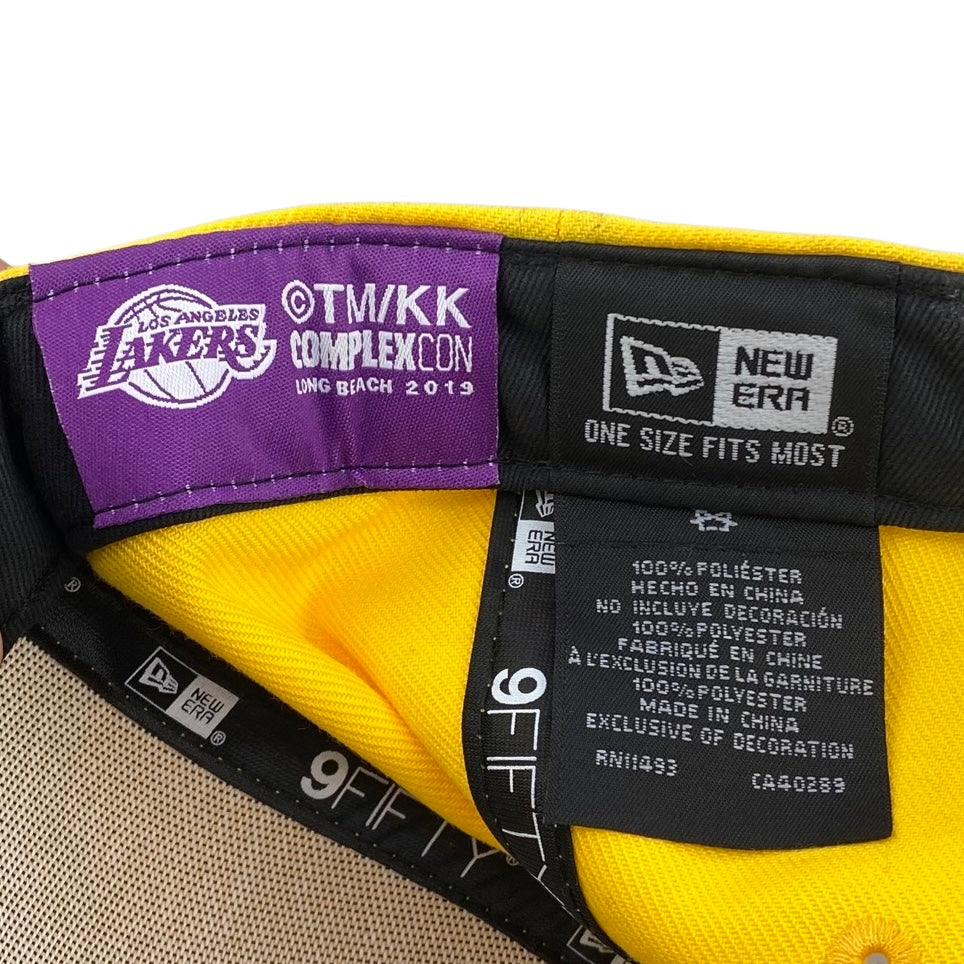 LOS ANGELES
LAKERS
©TM/KK
COMPLEXCON
LONG BEACH 2019
NEW
ERA®
ONE SIZE FITS MOST
100% POLIÉSTER
HECHO EN CHINA
NO INCLUYE DECORACIÓN
100% POLYESTER
FABRIQUÉ EN CHINE
À L'EXCLUSION DE LA GARNITURE
100% POLYESTER
MADE IN CHINA
EXCLUSIVE OF DECORATION
RN11493
CA40289
NEW
ERA®
9FIFTY
®
NEW
ERA®
9FIFTY®